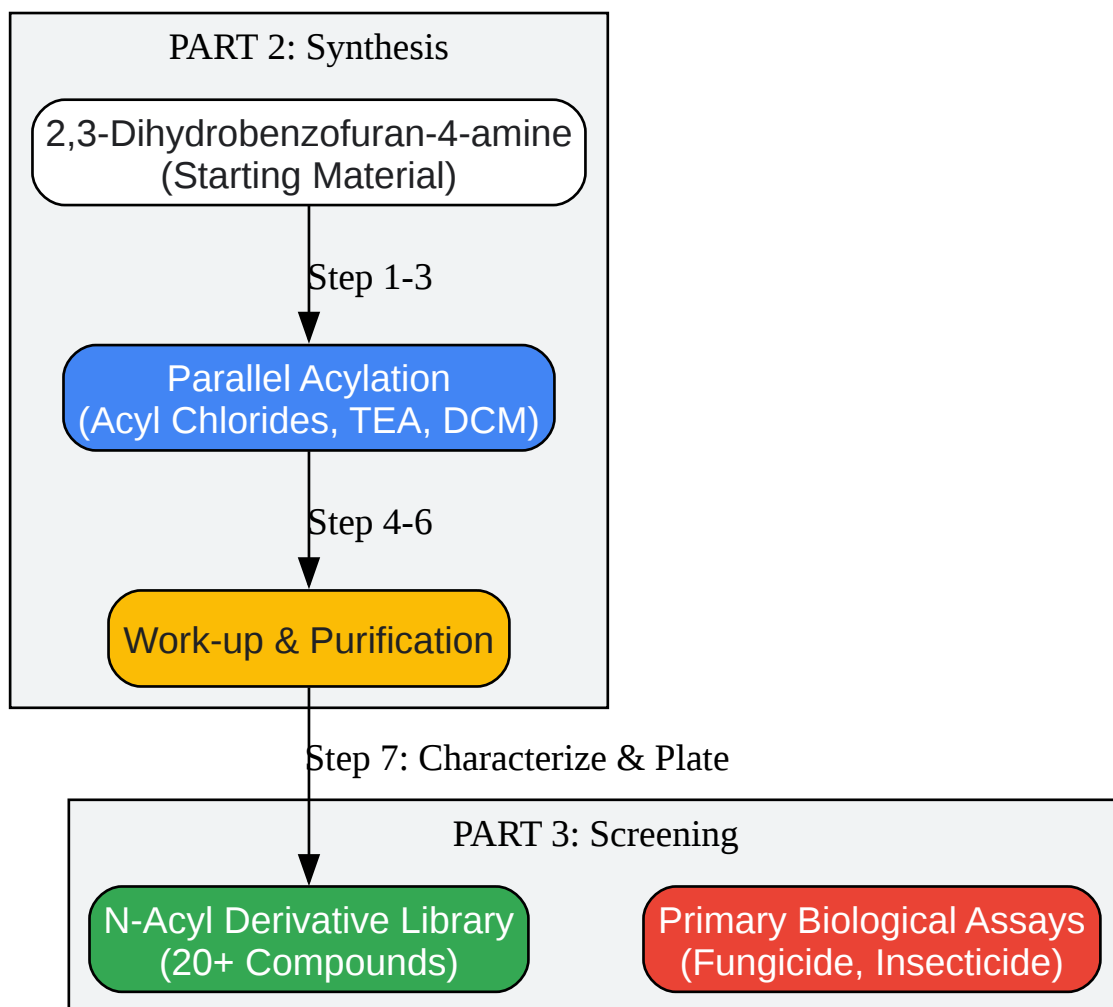 PART 2: Synthesis
2,3-Dihydrobenzofuran-4-amine
(Starting Material)
Step 1-3
Parallel Acylation
(Acyl Chlorides, TEA, DCM)
Step 4-6
Work-up & Purification
Step 7: Characterize & Plate
PART 3: Screening
N-Acyl Derivative Library
(20+ Compounds)
Primary Biological Assays
(Fungicide, Insecticide)